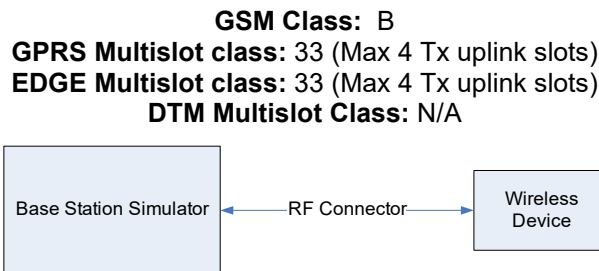 GSM Class: B
GPRS Multislot class: 33 (Max 4 Tx uplink slots)
EDGE Multislot class: 33 (Max 4 Tx uplink slots)
DTM Multislot Class: N/A
Base Station Simulator
RF Connector
Wireless
Device